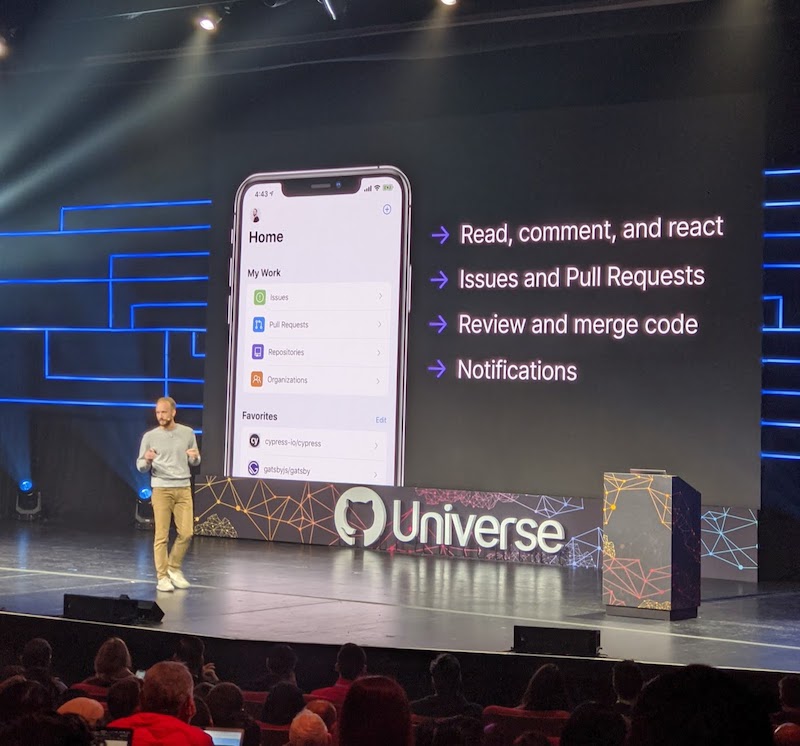 4:43
Home
Edit
My Work
Issues
Pull Requests
Repositories
Organizations
Favorites
cypress-io/cypress
cy
gatsbyjs/gatsby
→ Read, comment, and react
→ Issues and Pull Requests
→ Review and merge code
→ Notifications
Universe